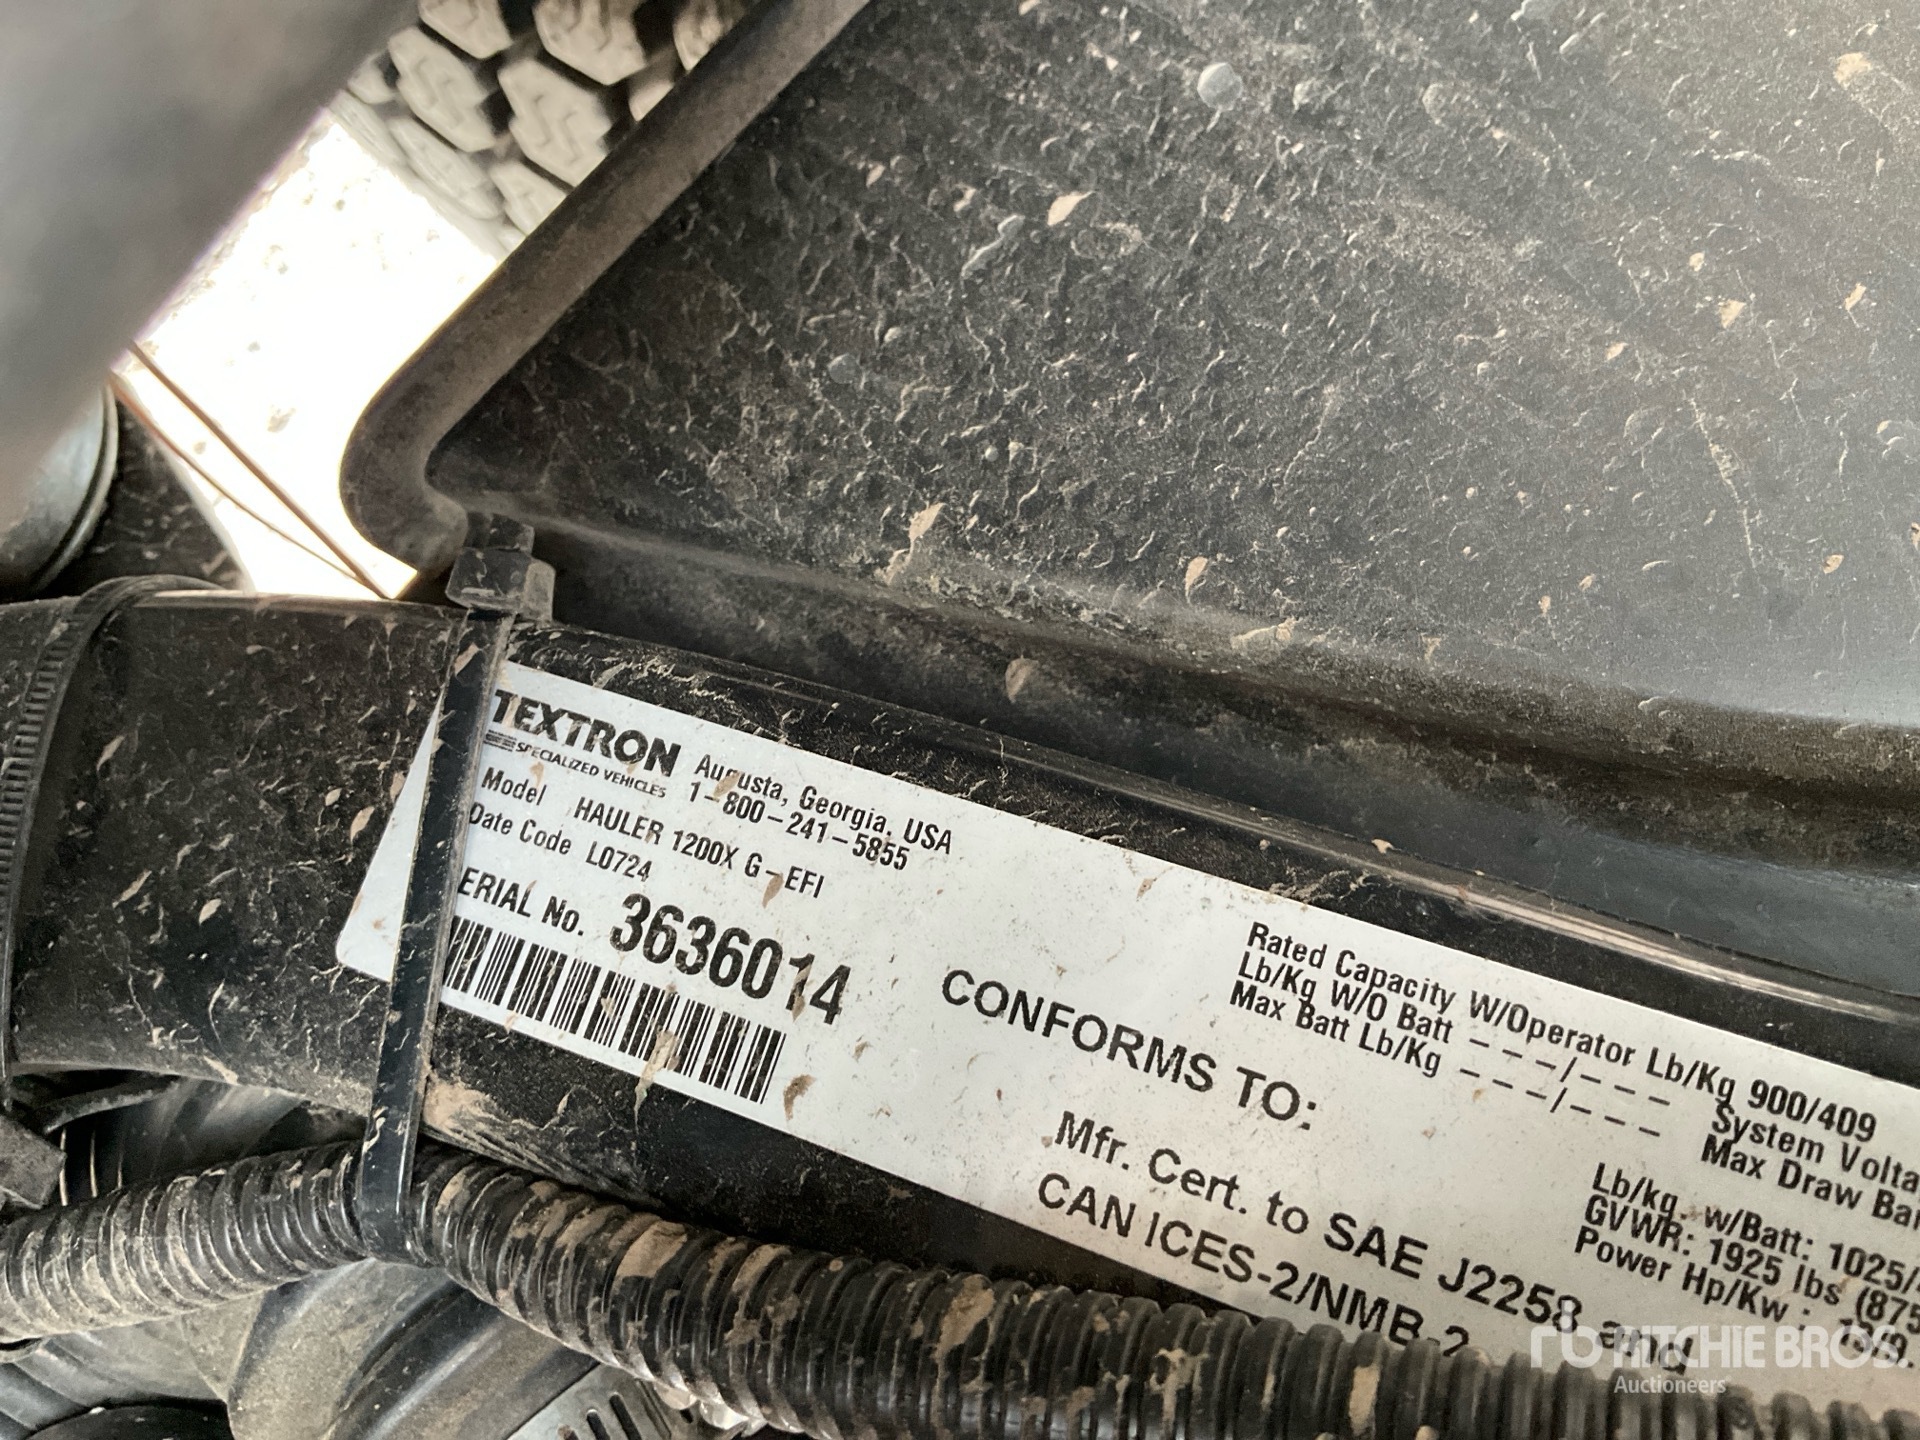 TEXTRON
SPECIALIZED VEHICLES
Augusta, Georgia, USA
1-800-241-5855
Model HAULER 1200X G-EFI
Date Code L0724
ERIAL No. 3636014
CONFORMS TO:
Mfr. Cert. to SAE J2258
CAN ICES-2/NMB-2
Rated Capacity W/Operator Lb/Kg 900/409
Lb/Kg W/O Batt ---/---
Max Batt Lb/Kg ---/---
System Volta
Max Draw Ba
Lb/kg. w/Batt: 1025/
GVWR: 1925 lbs (875
Power Hp/Kw :
rb RITCHIE BROS
Auctioneers